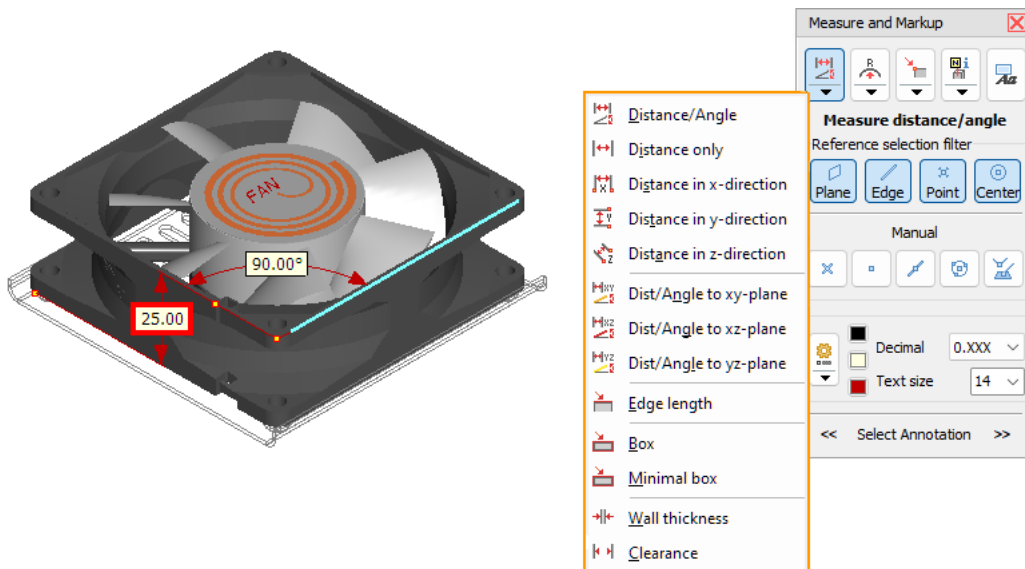 FAN
90.00°
25.00
Distance/Angle
Distance only
Distance in x-direction
Distance in y-direction
Distance in z-direction
Dist/Angle to xy-plane
Dist/Angle to xz-plane
Dist/Angle to yz-plane
Edge length
Box
Minimal box
Wall thickness
Clearance
Measure and Markup
R
N i
Aa
Measure distance/angle
Reference selection filter
Plane Edge Point Center
Manual
Decimal 0.XXX
Text size 14
<< Select Annotation >>